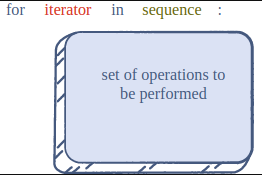 for iterator in sequence :
set of operations to
be performed